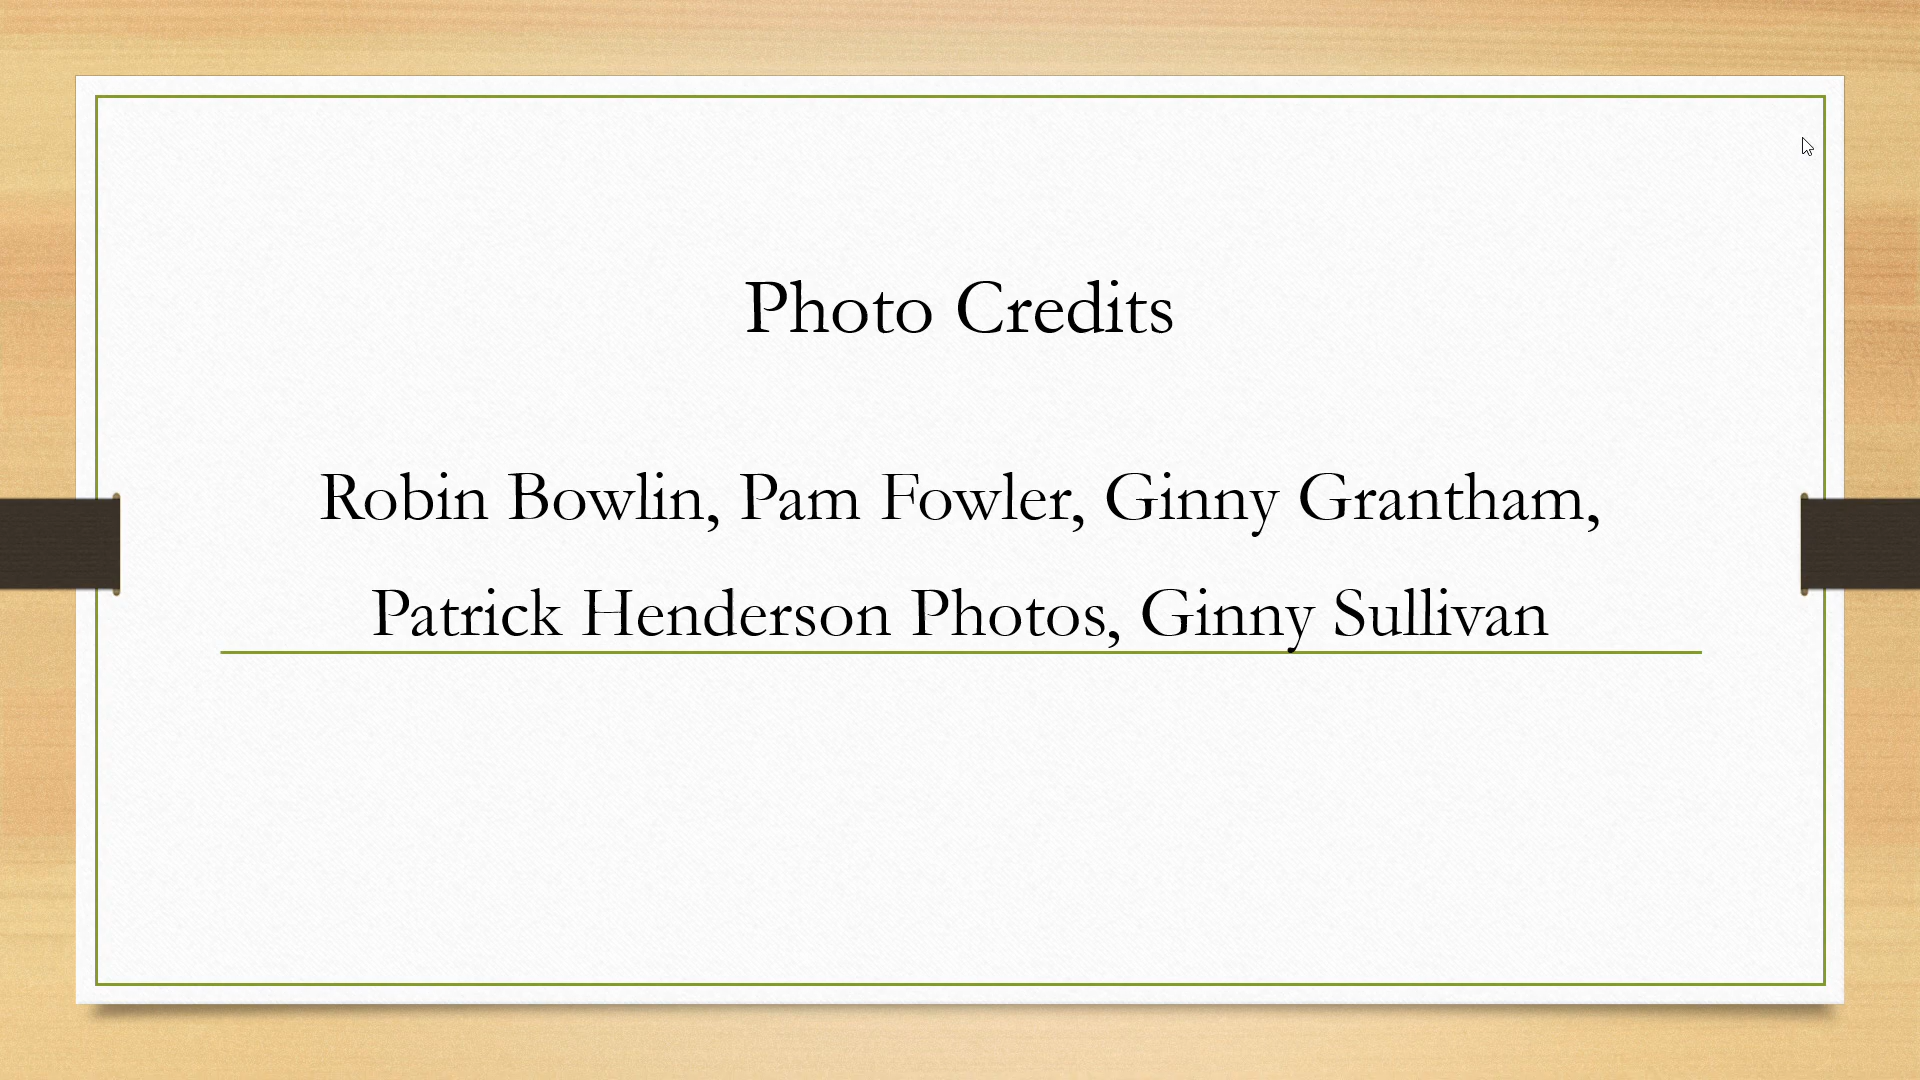 Photo Credits
Robin Bowlin, Pam Fowler, Ginny Grantham,
Patrick Henderson Photos, Ginny Sullivan